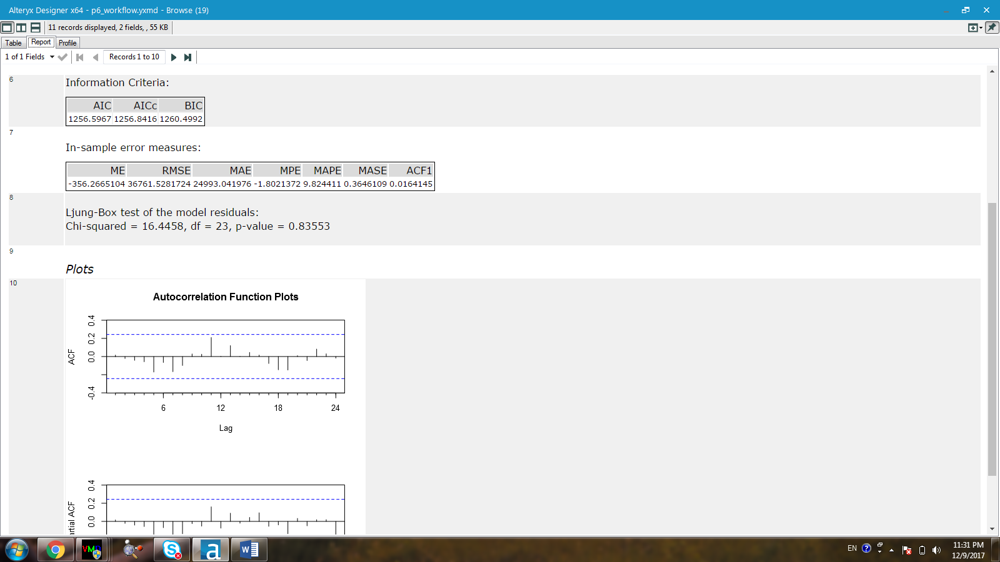 Alteryx Designer x64 - p6_workflow.yxmd - Browse (19)
11 records displayed, 2 fields, , 55 KB
Table Report Profile
1 of 1 Fields Records 1 to 10
6
Information Criteria:
AIC AICc BIC
1256.5967 1256.8416 1260.4992
7
In-sample error measures:
ME RMSE MAE MPE MAPE MASE ACF1
-356.2665104 36761.5281724 24993.041976 -1.8021372 9.824411 0.3646109 0.0164145
8
Ljung-Box test of the model residuals:
Chi-squared = 16.4458, df = 23, p-value = 0.83553
9
Plots
10
Autocorrelation Function Plots
0.4
0.2
0.0
-0.4
ACF
6 12 18 24
Lag
0.4
0.2
0.0
artial ACF
VMD
S
a
W
EN
11:31 PM
12/9/2017